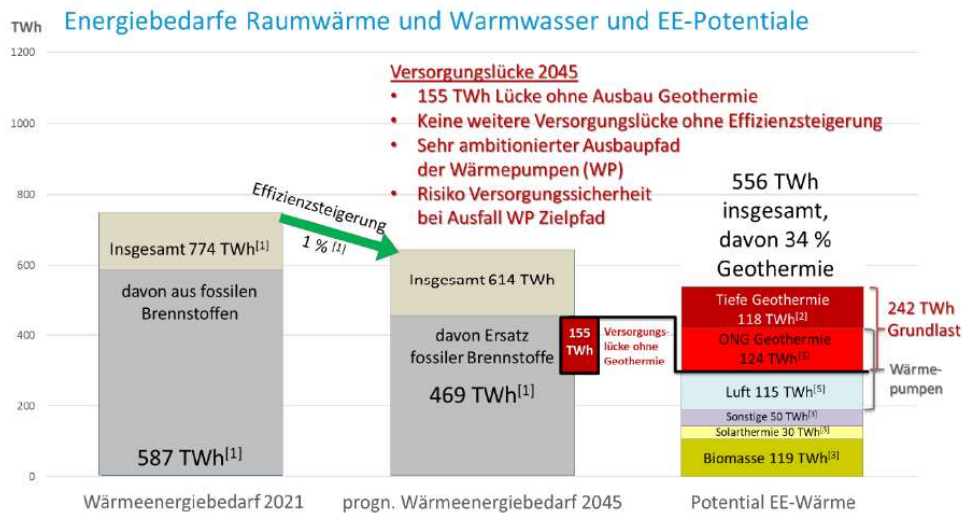 TWh
Energiebedarfe Raumwärme und Warmwasser und EE-Potentiale
1200
1000
800
600
400
200
0
Versorgungslücke 2045
• 155 TWh Lücke ohne Ausbau Geothermie
• Keine weitere Versorgungslücke ohne Effizienzsteigerung
• Sehr ambitionierter Ausbaupfad
der Wärmepumpen (WP)
• Risiko Versorgungssicherheit
bei Ausfall WP Zielpfad
Effizienzsteigerung
1 % [1]
Insgesamt 774 TWh[1]
davon aus fossilen
Brennstoffen
587 TWh[1]
Insgesamt 614 TWh
davon Ersatz
fossiler Brennstoffe
469 TWh[1]
155
TWh
Versorgungs-
lücke ohne
Geothermie
556 TWh
insgesamt,
davon 34 %
Geothermie
Tiefe Geothermie
118 TWh[2]
ONG Geothermie
124 TWh[5]
Luft 115 TWh[5]
Sonstige 50 TWh
Solarthermie 30 TWh
Biomasse 119 TWh[3]
242 TWh
Grundlast
Wärme-
pumpen
Wärmeenergiebedarf 2021
progn. Wärmeenergiebedarf 2045
Potential EE-Wärme